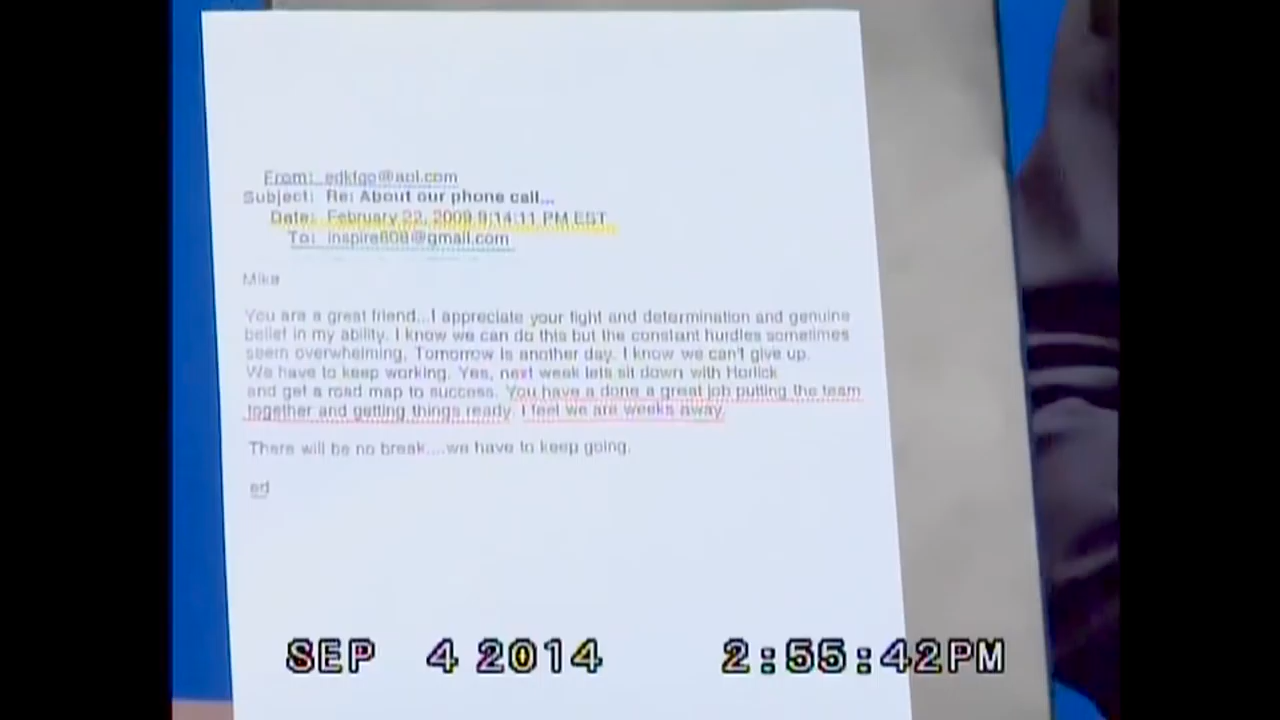 From: edkfgo@aol.com
Subject: Re: About our phone call...
Date: February 22, 2009 9:14:11 PM EST
To: inspire608@gmail.com
Mike
You are a great friend...I appreciate your fight and determination and genuine
belief in my ability. I know we can do this but the constant hurdles sometimes
seem overwhelming. Tomorrow is another day. I know we can't give up.
We have to keep working. Yes, next week lets sit down with Horlick
and get a road map to success. You have a done a great job putting the team
together and getting things ready. I feel we are weeks away.
There will be no break....we have to keep going.
ed
SEP 4 2014 2:55:42PM